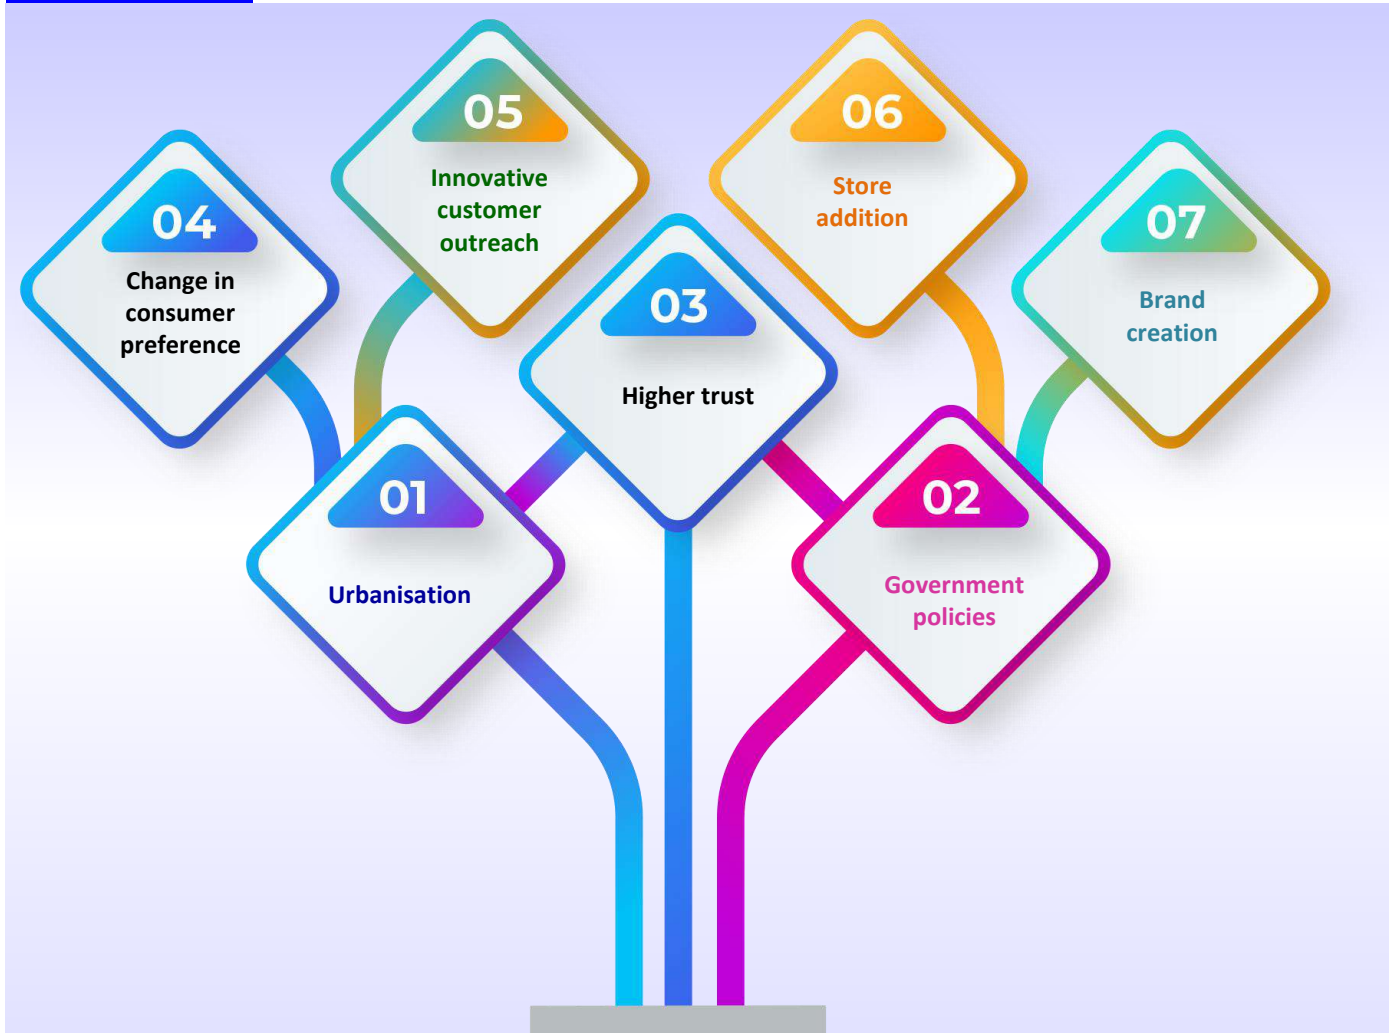 05
Innovative
customer
outreach
06
Store
addition
04
Change in
consumer
preference
07
Brand
creation
03
Higher trust
01
Urbanisation
02
Government
policies